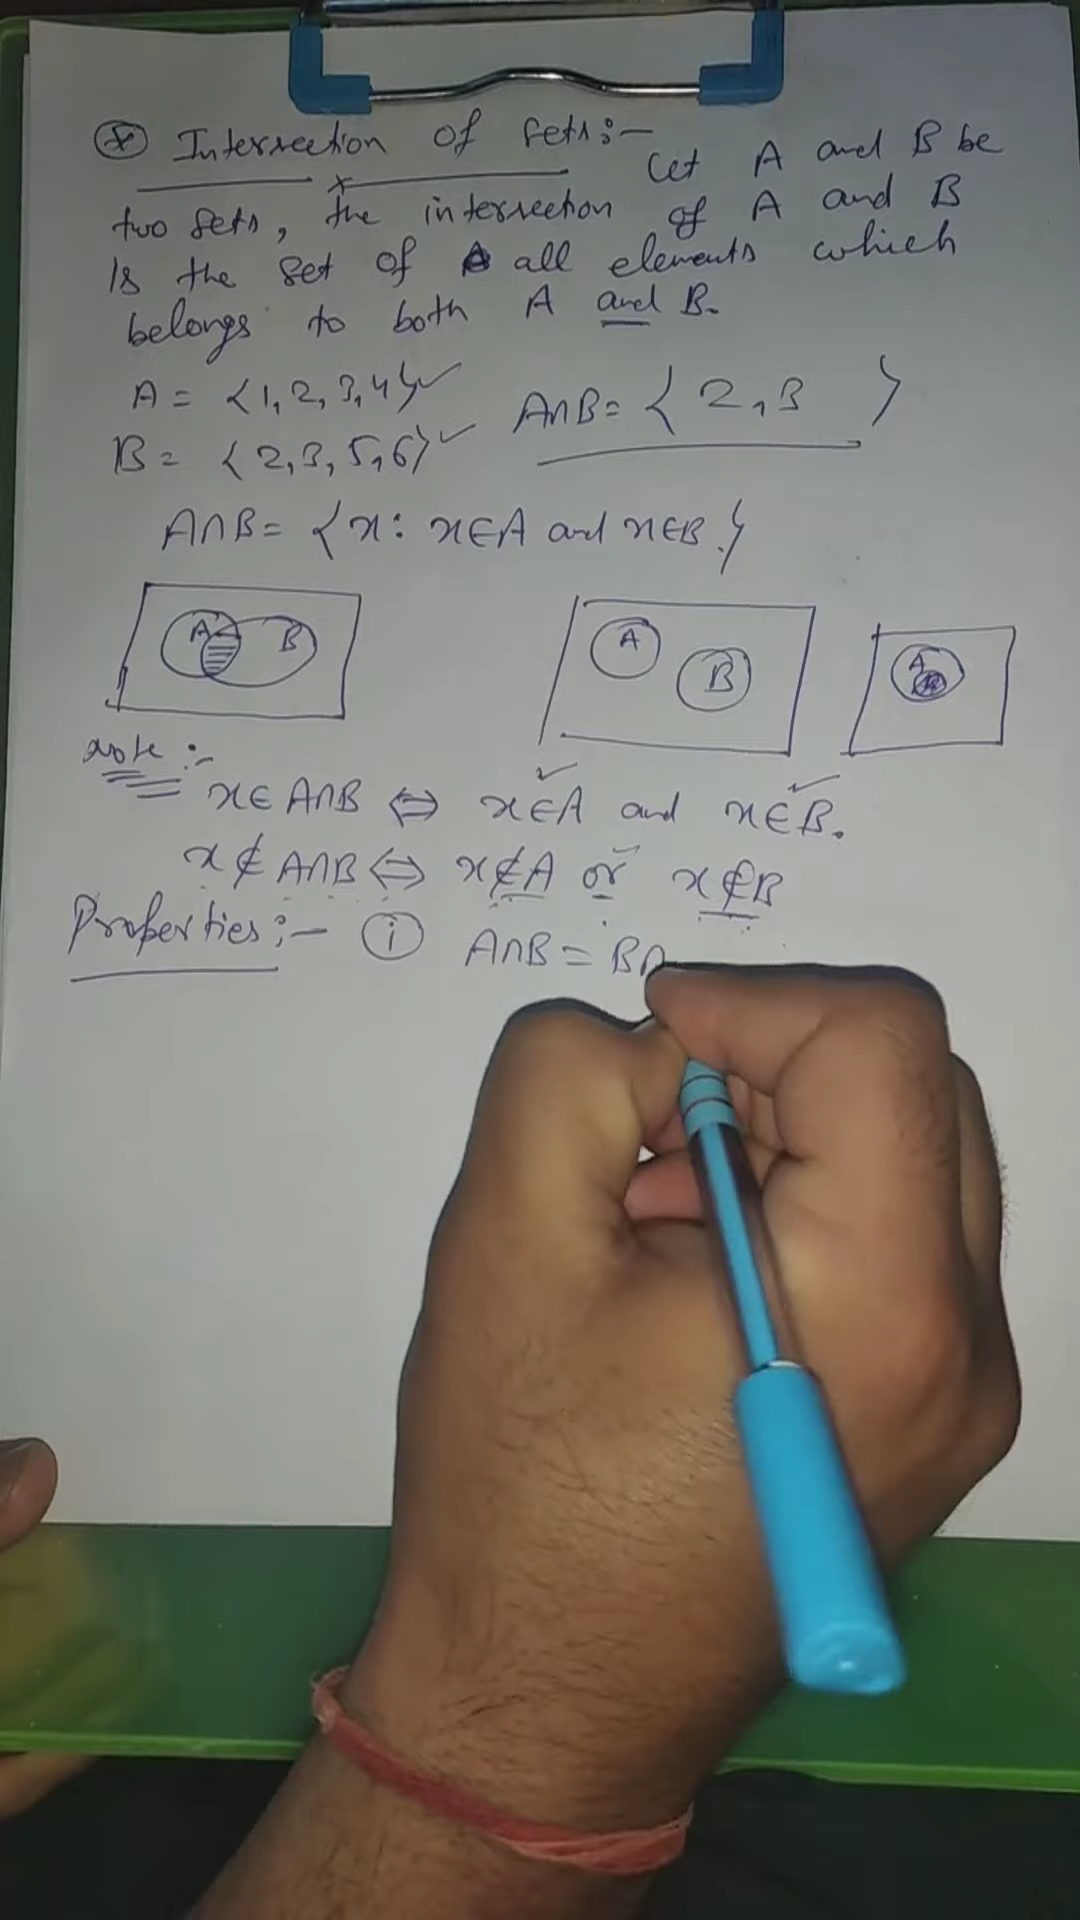 * Intersection of sets:- Let A and B be
two sets, the intersection of A and B
is the set of all elements which
belongs to both A and B.
A = {1, 2, 3, 4} ✓
A∩B = { 2, 3 }
B = {2, 3, 5, 6} ✓
A∩B = {x : x∈A and x∈B.}
A B
A B
A
note :-
x∈A∩B ⇔ x∈A and x∈B.
x∉A∩B ⇔ x∉A or x∉B
Properties :- (i) A∩B = B∩